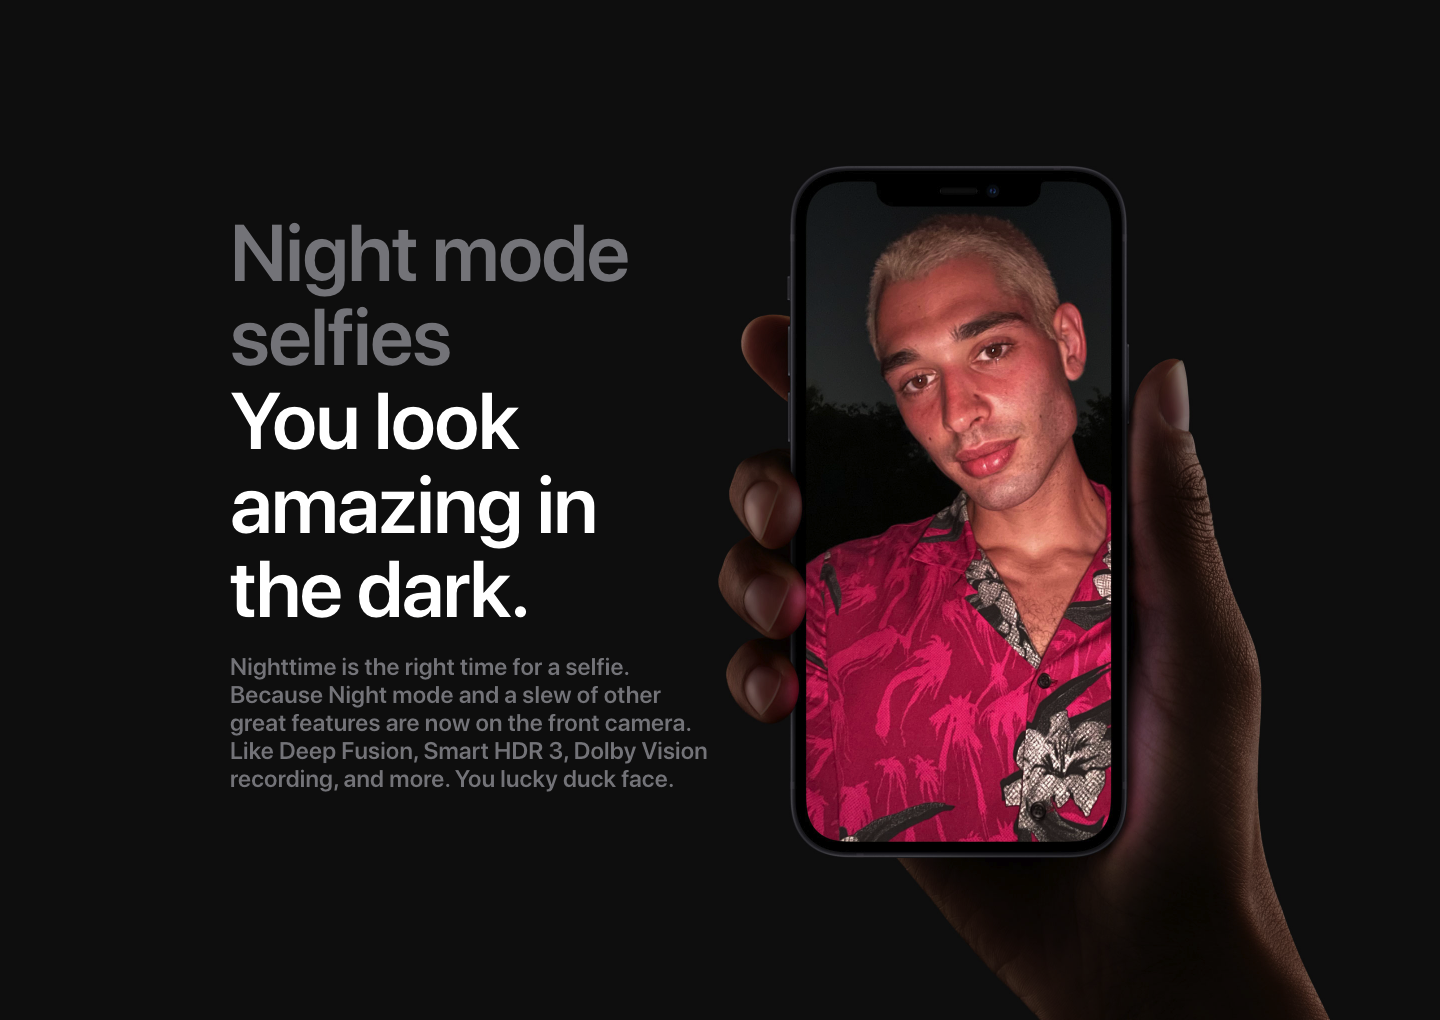 Night mode
selfies
You look
amazing in
the dark.
Nighttime is the right time for a selfie.
Because Night mode and a slew of other
great features are now on the front camera.
Like Deep Fusion, Smart HDR 3, Dolby Vision
recording, and more. You lucky duck face.